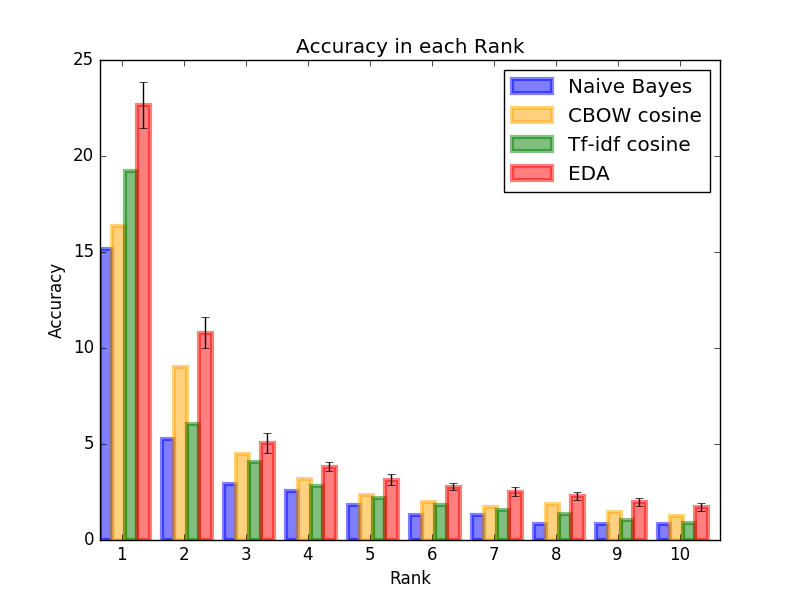 Accuracy in each Rank
25
20
15
10
5
0
Accuracy
Naive Bayes
CBOW cosine
Tf-idf cosine
EDA
1 2 3 4 5 6 7 8 9 10
Rank